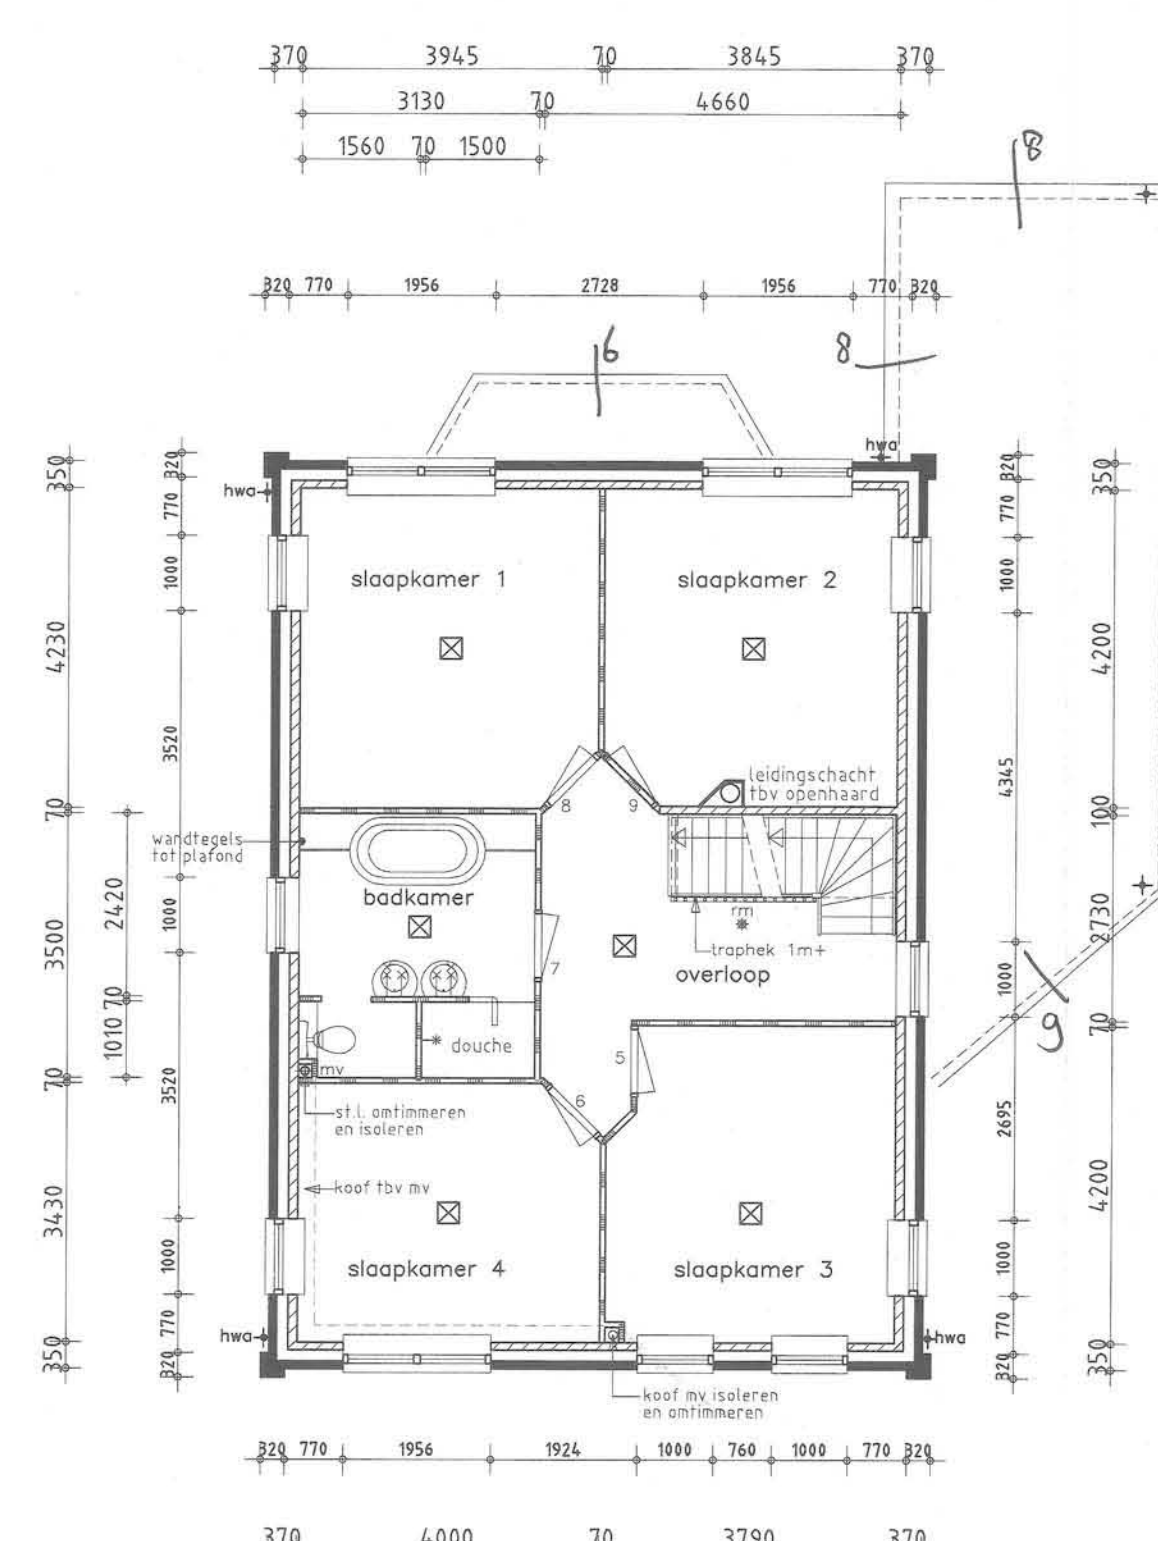 370 3945 70 3845 370
3130 70 4660
1560 70 1500
8
320 770 1956 2728 1956 770 320
6
8
hwa
350
320
320
350
hwa
770
770
1000
slaapkamer 1
slaapkamer 2
1000
4230
4200
3520
4345
leidingschacht
tbv openhaard
8
9
70
100
wandtegels
tot plafond
badkamer
2420
1000
rm
traphek 1m+
2730
3500
7
overloop
1000
9
70
1010
douche
mv
5
70
70
3520
6
st.l. omtimmeren
en isoleren
2695
koof tbv mv
3430
4200
1000
slaapkamer 4
slaapkamer 3
1000
770
770
hwa
hwa
350
320
320
350
koof mv isoleren
en omtimmeren
320 770 1956 1924 1000 760 1000 770 320
370 4000 70 3790 370